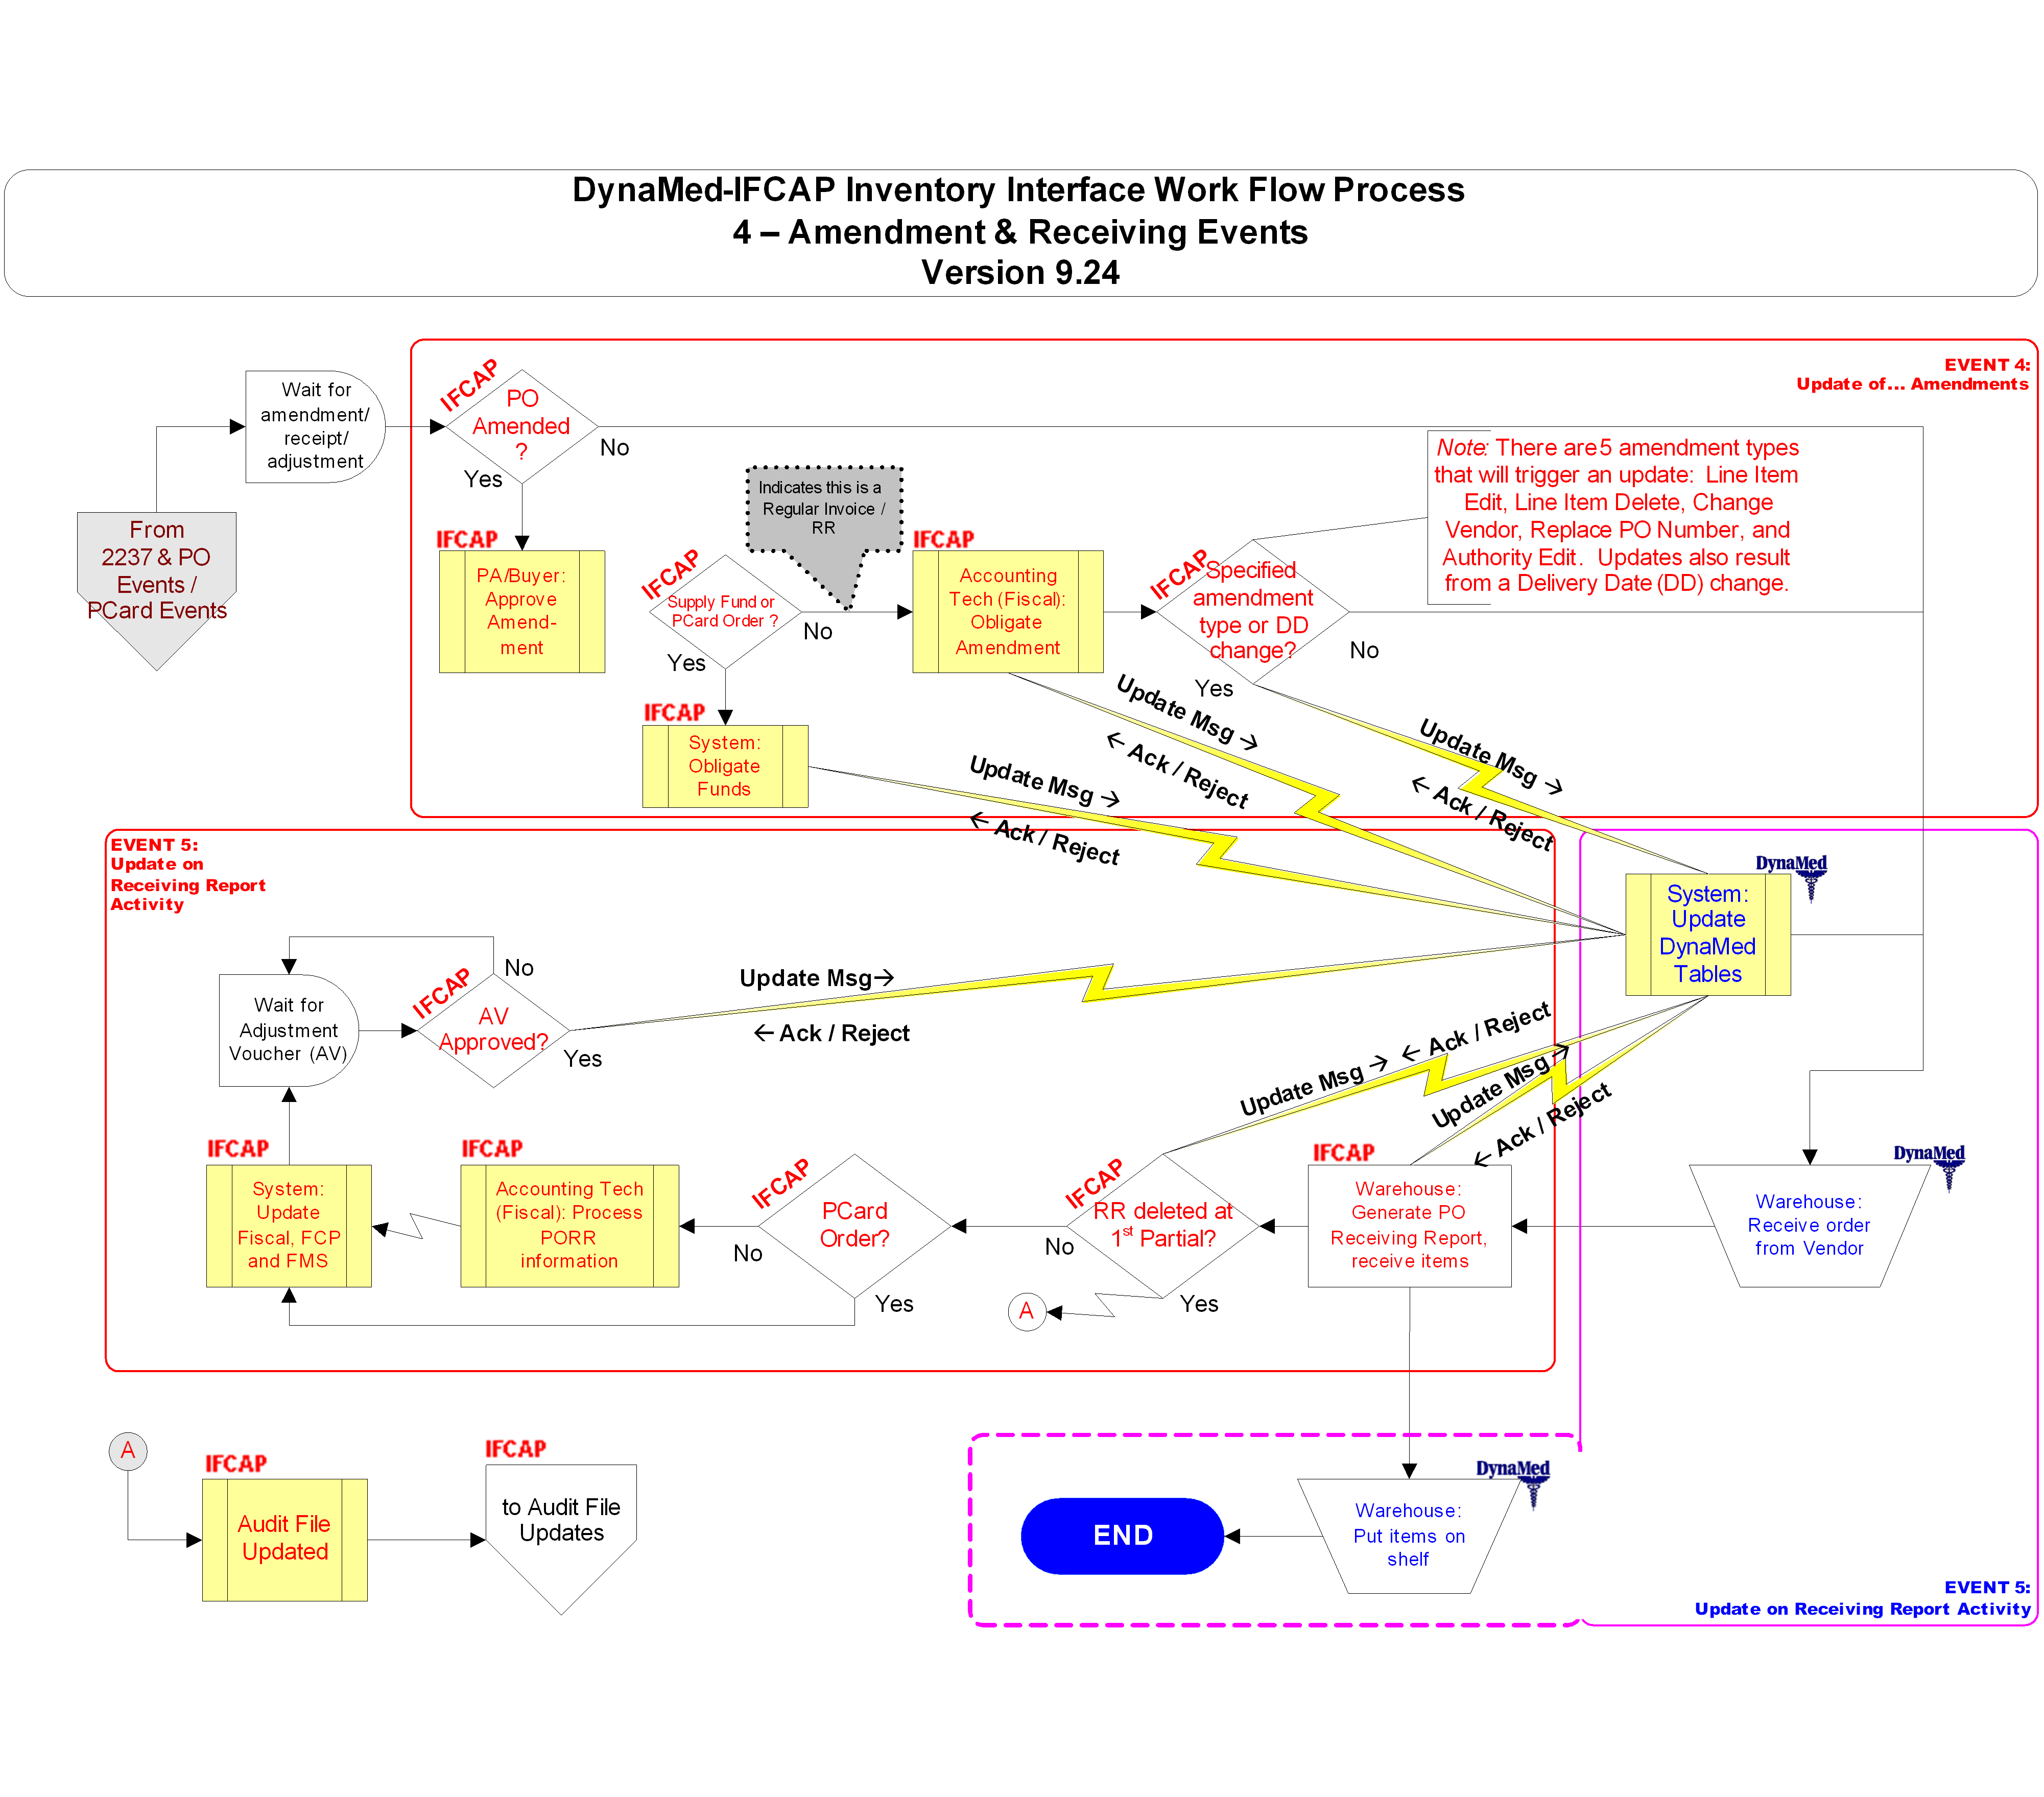 DynaMed-IFCAP Inventory Interface Work Flow Process
4 – Amendment & Receiving Events
Version 9.24
EVENT 4:
Update of... Amendments
Wait for
amendment/
receipt/
adjustment
IFCAP
PO
Amended
?
No
Yes
From
2237 & PO
Events /
PCard Events
Note: There are 5 amendment types
that will trigger an update: Line Item
Edit, Line Item Delete, Change
Vendor, Replace PO Number, and
Authority Edit. Updates also result
from a Delivery Date (DD) change.
Indicates this is a
Regular Invoice /
RR
IFCAP
PA/Buyer:
Approve
Amend-
ment
IFCAP
Supply Fund or
PCard Order ?
No
Yes
IFCAP
Accounting
Tech (Fiscal):
Obligate
Amendment
IFCAP
Specified
amendment
type or DD
change?
No
Yes
IFCAP
System:
Obligate
Funds
Update Msg →
← Ack / Reject
Update Msg →
← Ack / Reject
Update Msg →
← Ack / Reject
EVENT 5:
Update on
Receiving Report
Activity
DynaMed
System:
Update
DynaMed
Tables
Wait for
Adjustment
Voucher (AV)
IFCAP
AV
Approved?
No
Yes
Update Msg→
← Ack / Reject
Update Msg →
← Ack / Reject
Update Msg →
← Ack / Reject
IFCAP
System:
Update
Fiscal, FCP
and FMS
IFCAP
Accounting Tech
(Fiscal): Process
PORR
information
IFCAP
PCard
Order?
No
Yes
IFCAP
RR deleted at
1st Partial?
No
Yes
A
IFCAP
Warehouse:
Generate PO
Receiving Report,
receive items
DynaMed
Warehouse:
Receive order
from Vendor
A
IFCAP
Audit File
Updated
IFCAP
to Audit File
Updates
END
DynaMed
Warehouse:
Put items on
shelf
EVENT 5:
Update on Receiving Report Activity